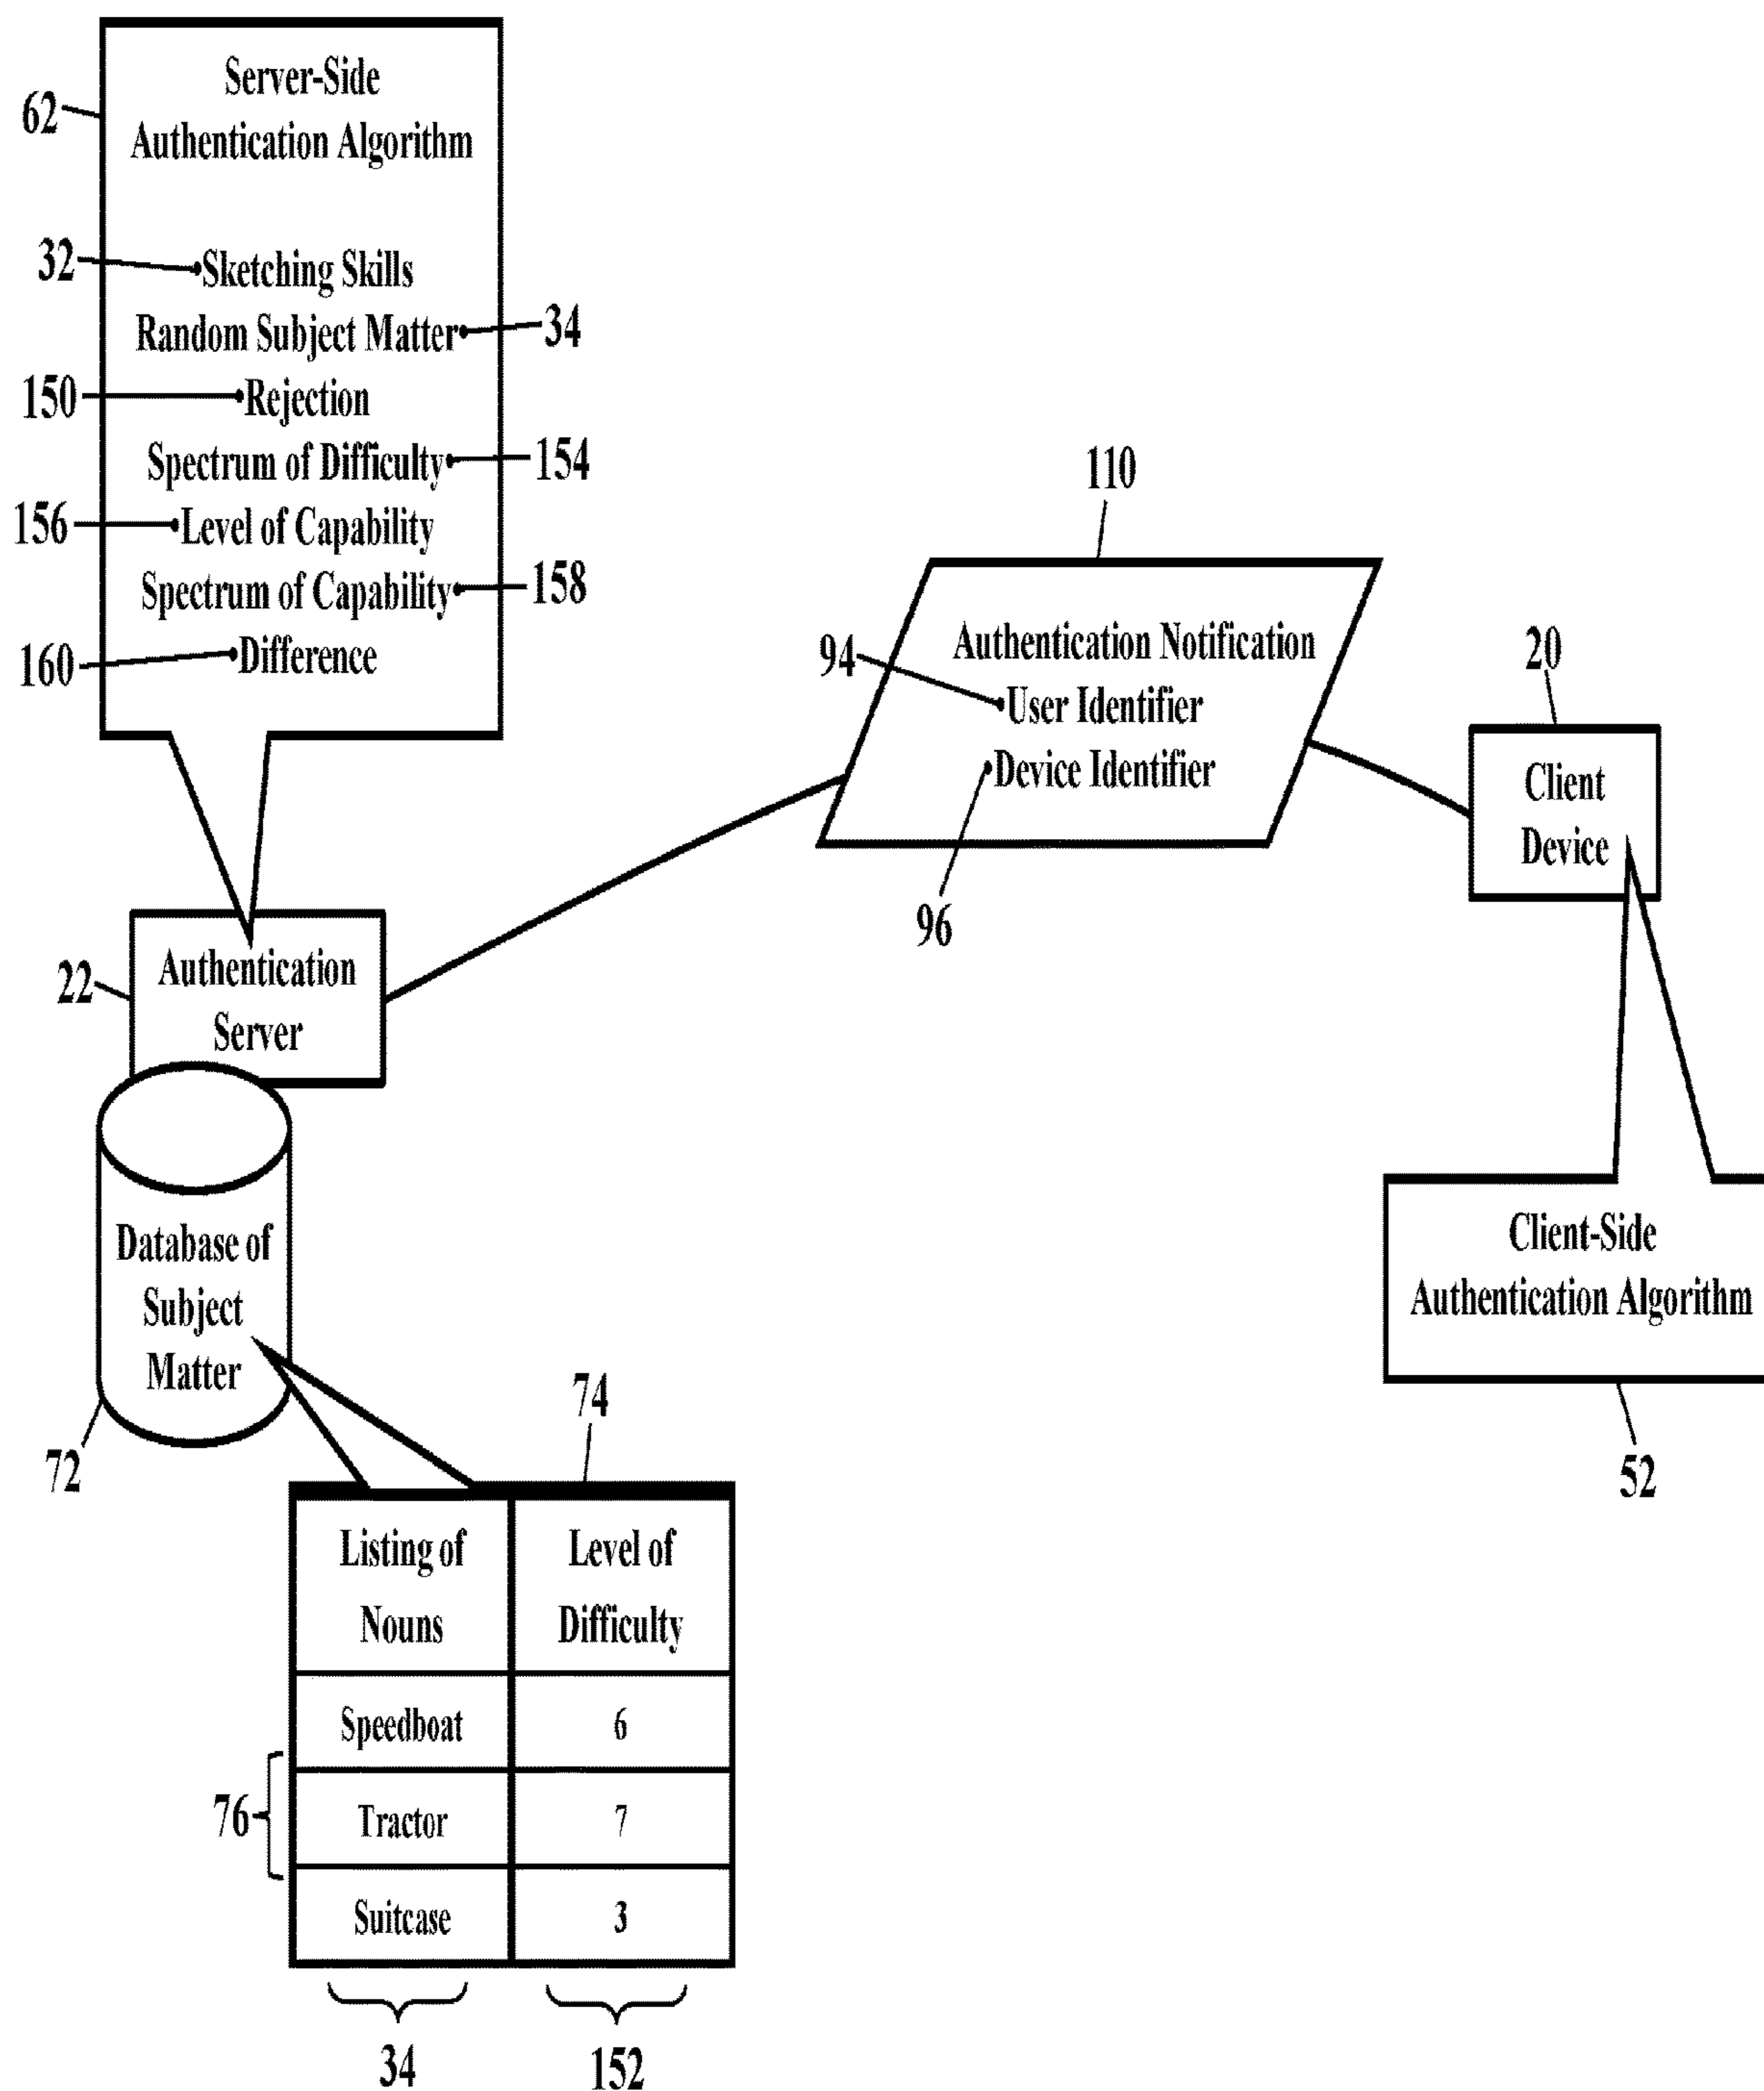 Server-Side
62
Authentication Algorithm
32
•Sketching Skills
Random Subject Matter•
34
150
•Rejection
Spectrum of Difficulty•
154
156
•Level of Capability
Spectrum of Capability•
158
160
•Difference
110
Authentication Notification
94
•User Identifier
•Device Identifier
96
20
Client
Device
22
Authentication
Server
Database of
Subject
Matter
72
Client-Side
Authentication Algorithm
52
74
Listing of
Nouns
Level of
Difficulty
Speedboat
6
76
Tractor
7
Suitcase
3
34
152